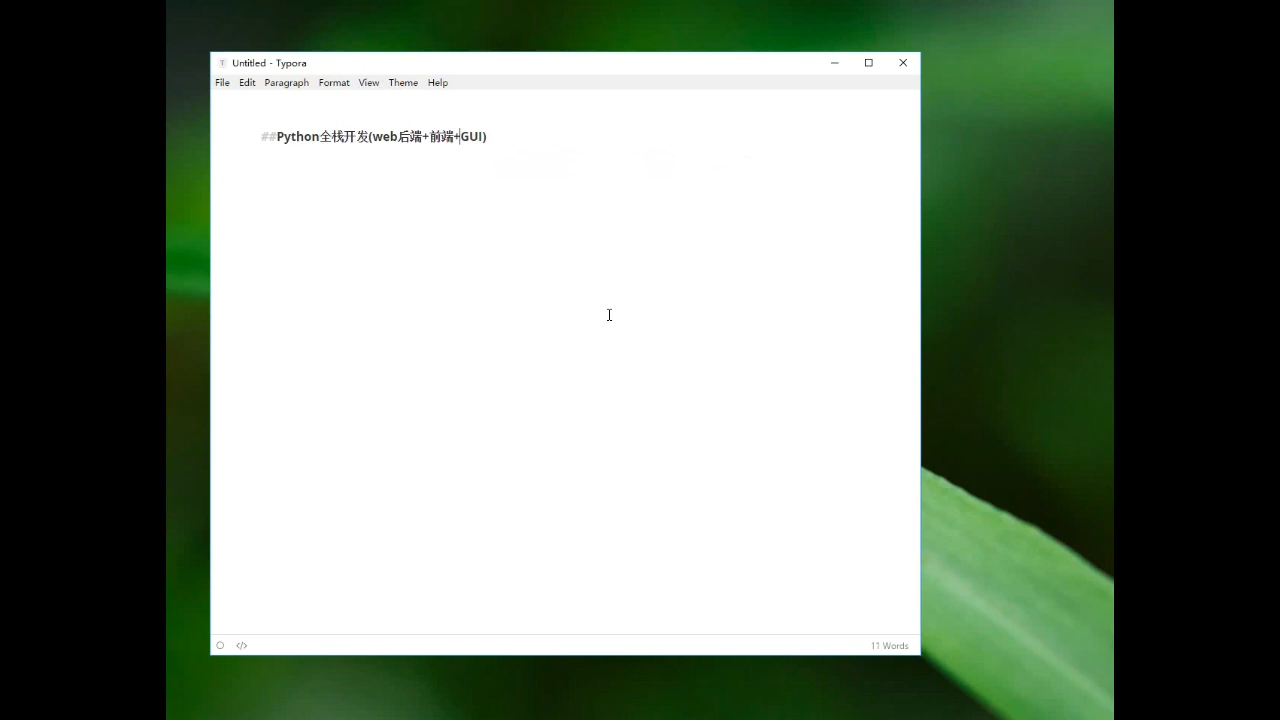 Untitled - Typora
File Edit Paragraph Format View Theme Help
##Python全栈开发(web后端+前端+GUI)
11 Words